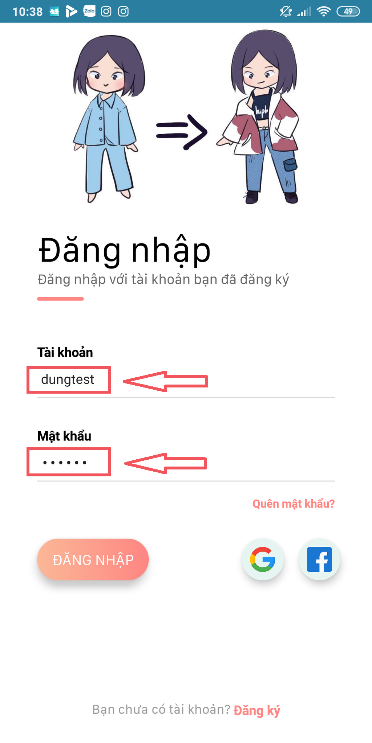 10:38
Zalo
49
Đăng nhập
Đăng nhập với tài khoản bạn đã đăng ký
Tài khoản
dungtest
Mật khẩu
••••••
Quên mật khẩu?
ĐĂNG NHẬP
Bạn chưa có tài khoản? Đăng ký